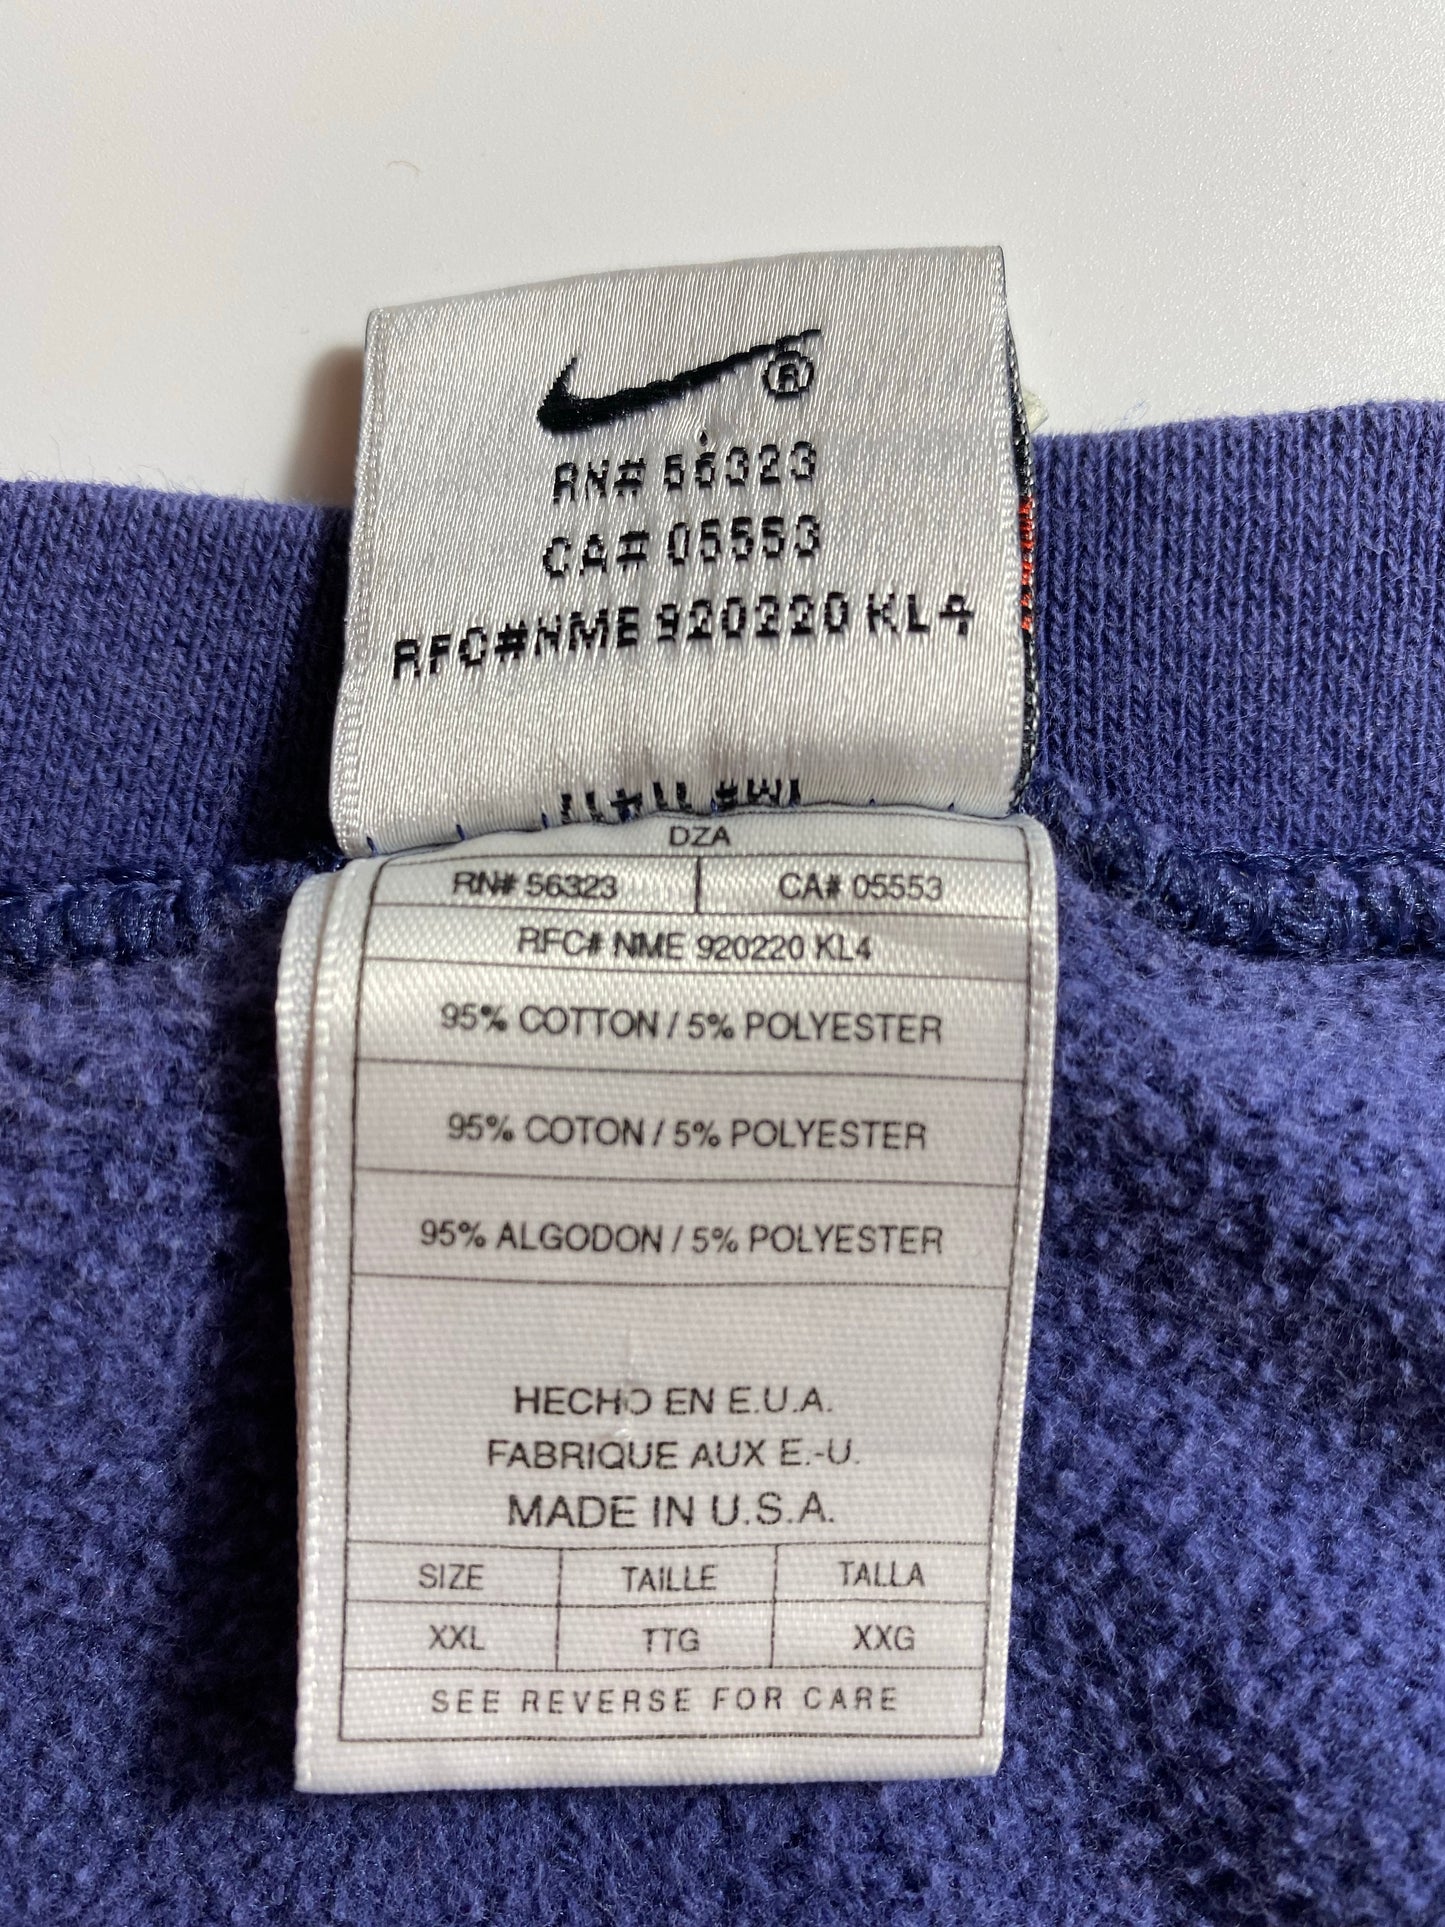 ®
RN# 56323
CA# 05553
RFC#NME 920220 KL4
DZA
RN# 56323 CA# 05553
RFC# NME 920220 KL4
95% COTTON / 5% POLYESTER
95% COTON / 5% POLYESTER
95% ALGODON / 5% POLYESTER
HECHO EN E.U.A.
FABRIQUE AUX E.-U.
MADE IN U.S.A.
SIZE TAILLE TALLA
XXL TTG XXG
SEE REVERSE FOR CARE